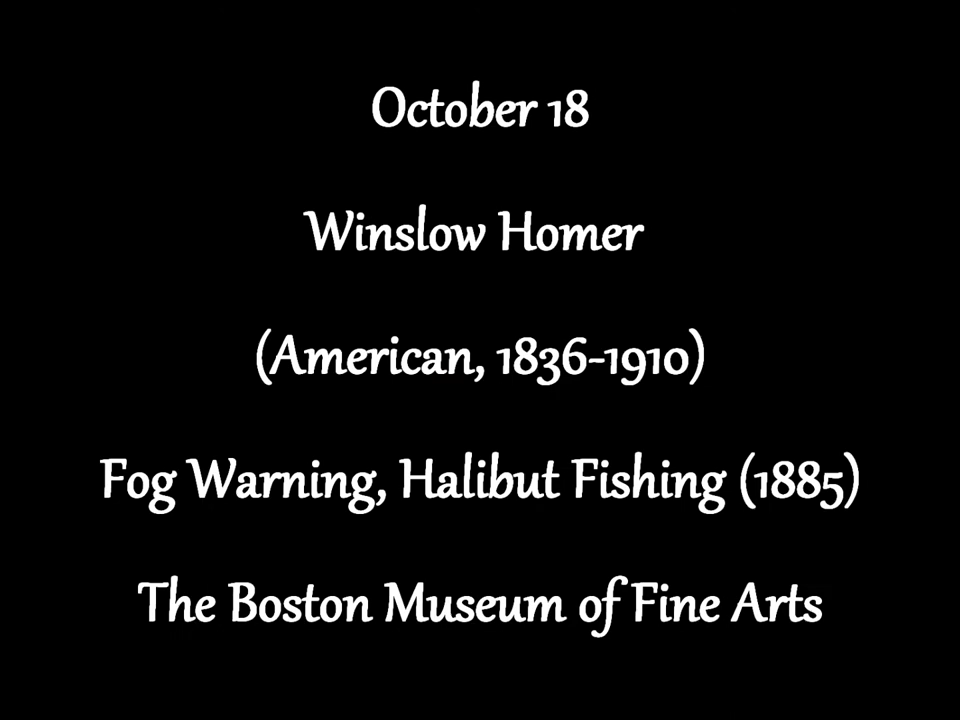 October 18
Winslow Homer
(American, 1836-1910)
Fog Warning, Halibut Fishing (1885)
The Boston Museum of Fine Arts